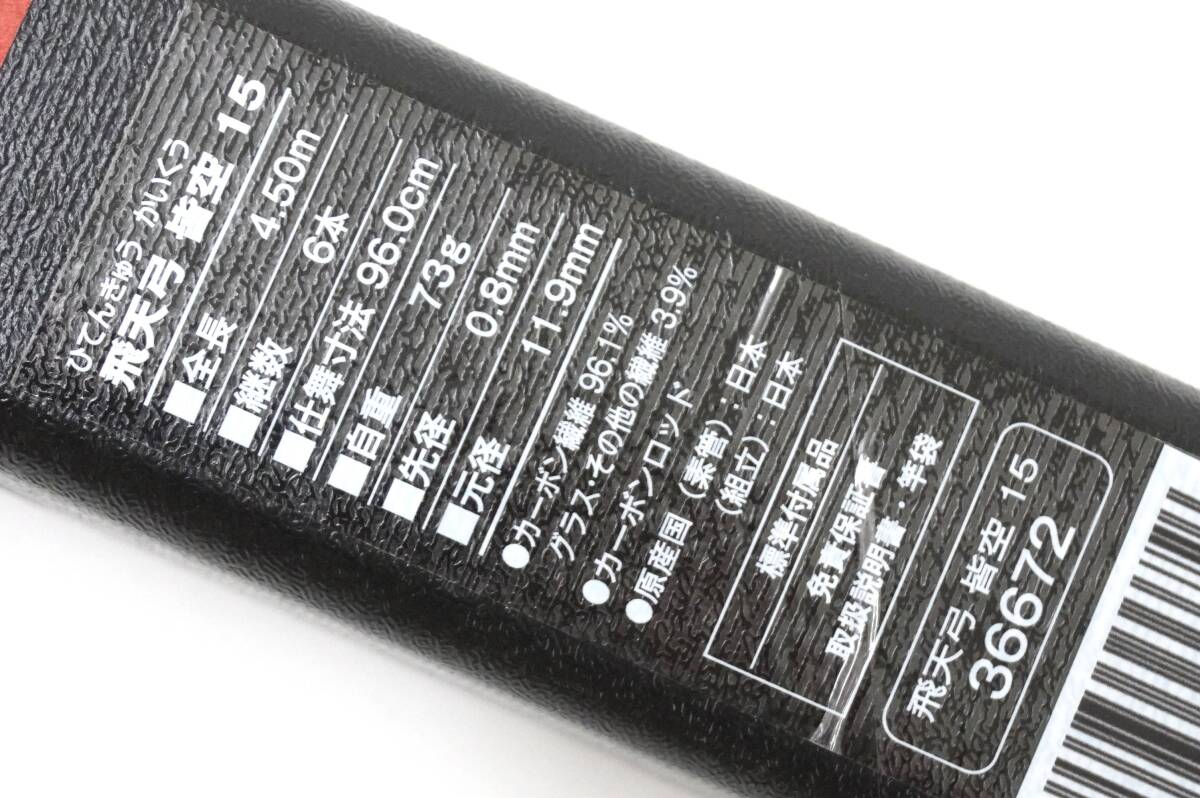 ひてんきゅう かいくう
飛天弓 皆空 15
■全長 4.50m
■継数 6本
■仕舞寸法 96.0cm
■自重 73g
■先径 0.8mm
■元径 11.9mm
●カーボン繊維 96.1%
グラス・その他の繊維 3.9%
●カーボンロッド
●原産国(素管):日本
(組立):日本
標準付属品
免責保証書
取扱説明書・竿袋
飛天弓 皆空 15
36672